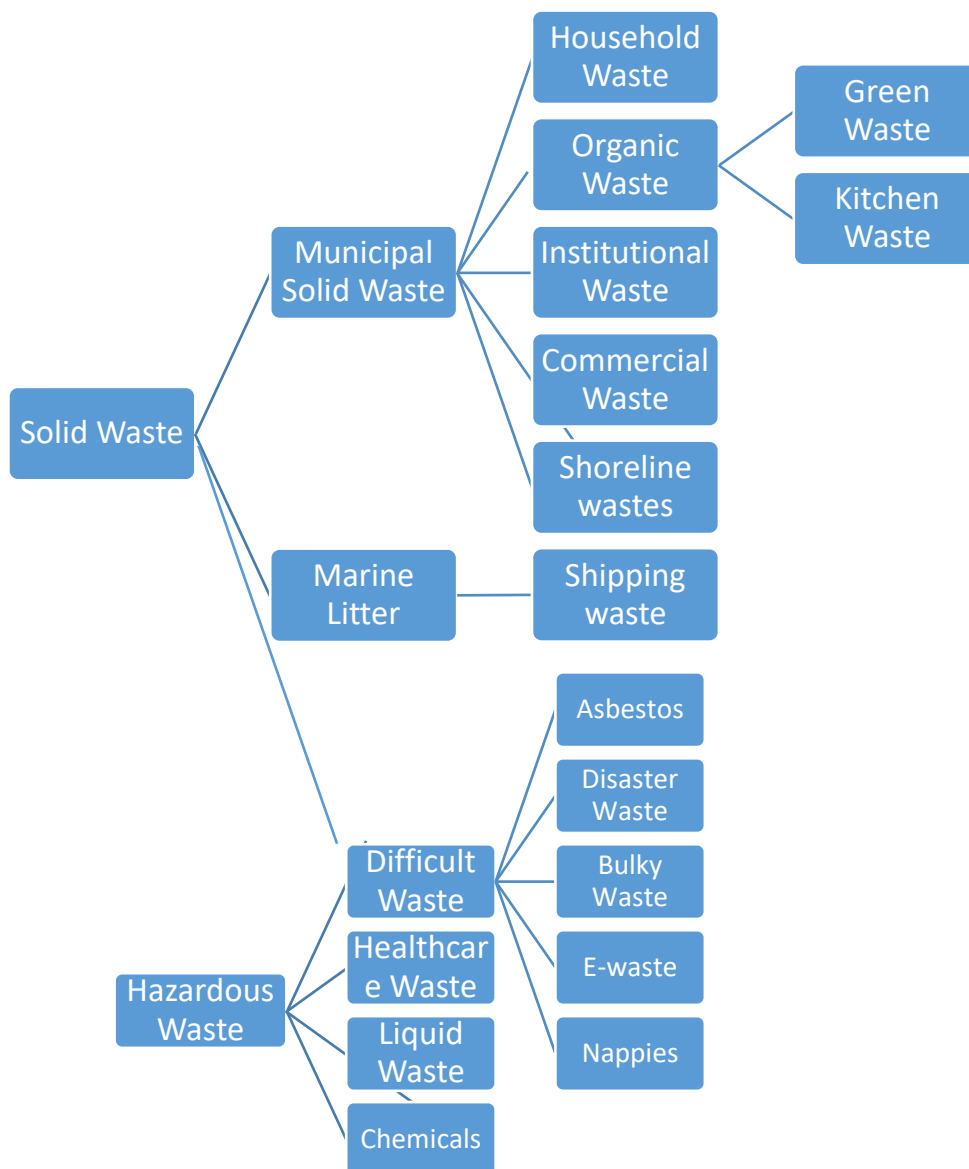 Household
Waste
Green
Waste
Organic
Waste
Kitchen
Waste
Municipal
Solid Waste
Institutional
Waste
Commercial
Waste
Solid Waste
Shoreline
wastes
Marine
Litter
Shipping
waste
Asbestos
Disaster
Waste
Difficult
Waste
Bulky
Waste
Healthcar
e Waste
E-waste
Hazardous
Waste
Liquid
Waste
Nappies
Chemicals